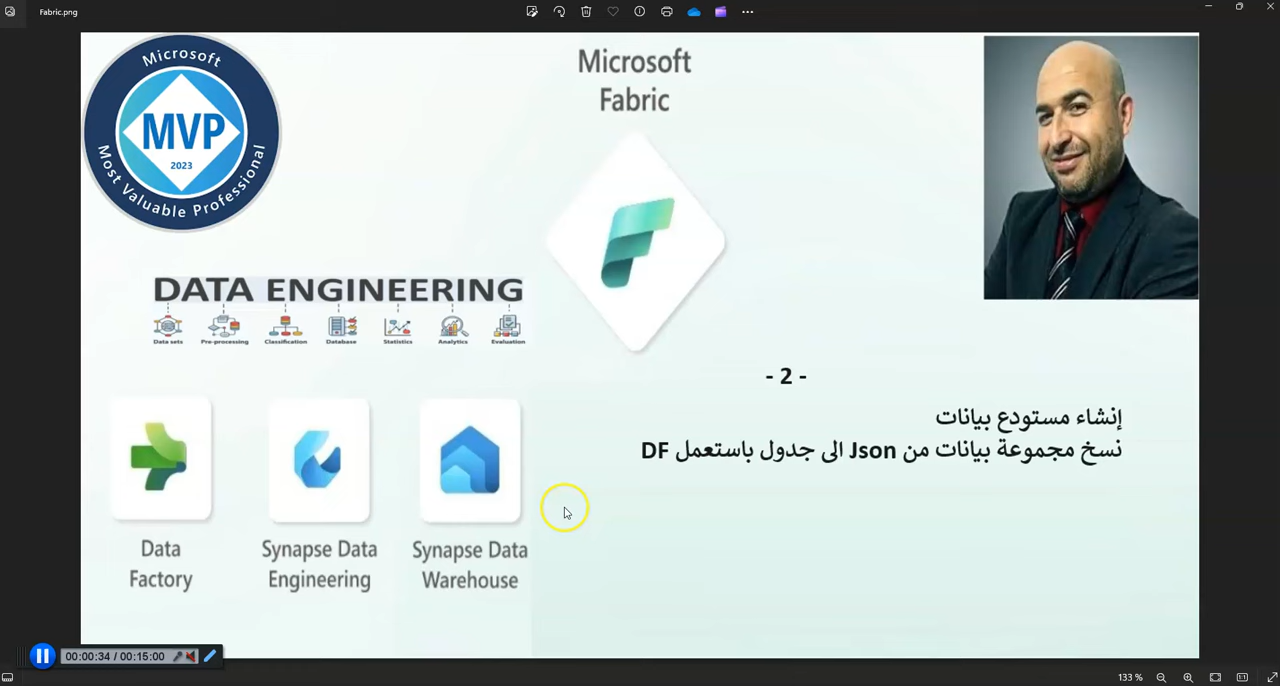 Fabric.png
Microsoft
MVP
2023
Most Valuable Professional
Microsoft
Fabric
DATA ENGINEERING
Data sets
Pre-processing
Classification
Database
Statistics
Analytics
Evaluation
- 2 -
إنشاء مستودع بيانات
نسخ مجموعة بيانات من Json الى جدول باستعمل DF
Data
Factory
Synapse Data
Engineering
Synapse Data
Warehouse
00:00:34 / 00:15:00
133 %